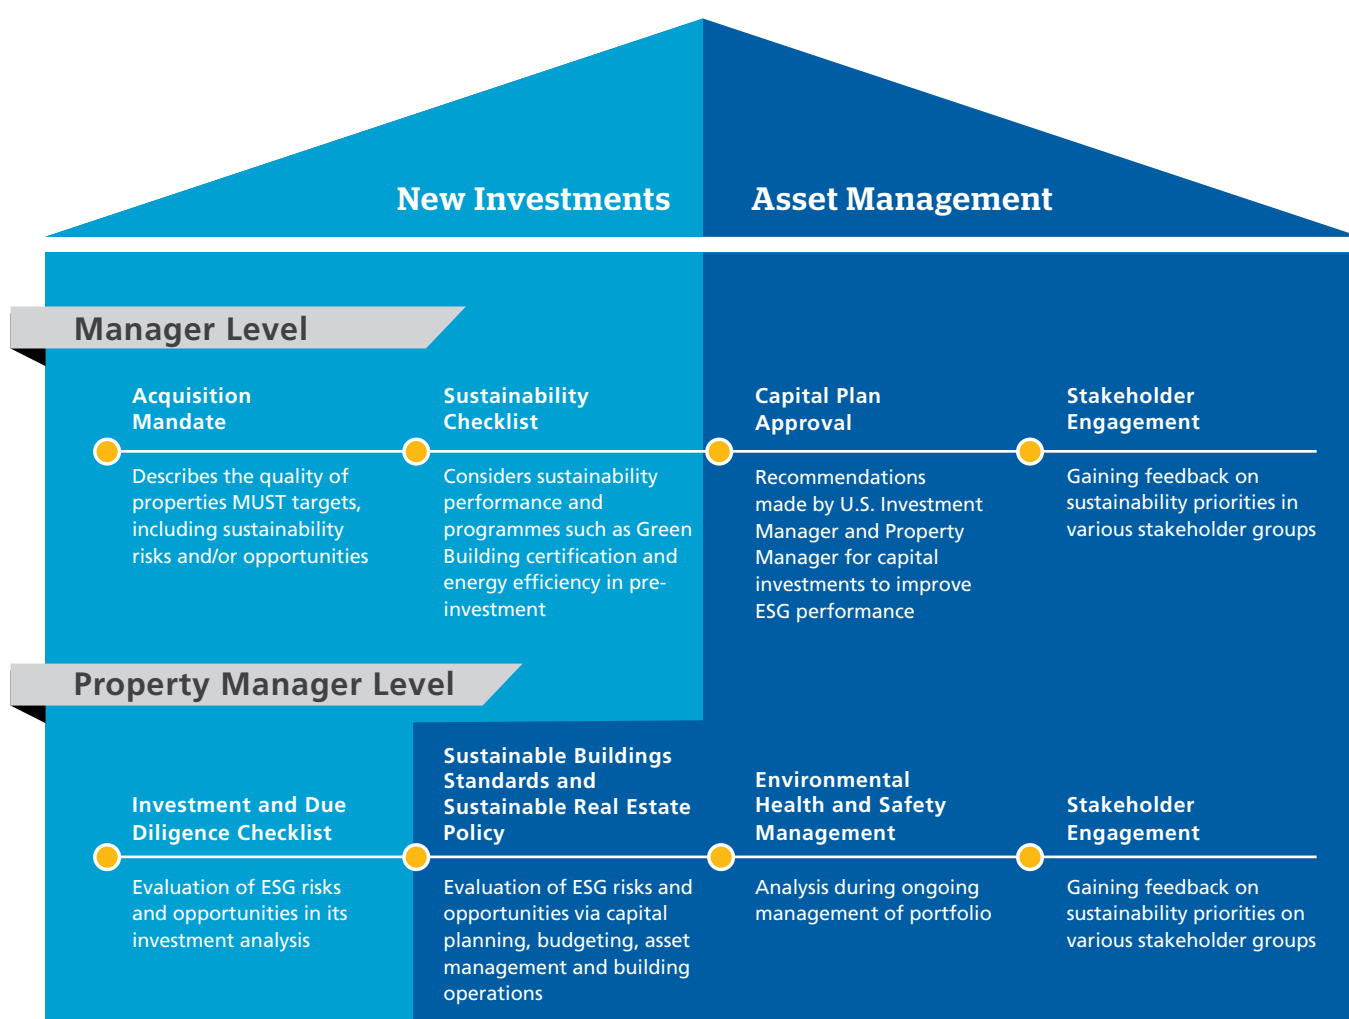 New Investments
Asset Management
Manager Level
Acquisition
Mandate
Describes the quality of
properties MUST targets,
including sustainability
risks and/or opportunities
Sustainability
Checklist
Considers sustainability
performance and
programmes such as Green
Building certification and
energy efficiency in pre-
investment
Capital Plan
Approval
Recommendations
made by U.S. Investment
Manager and Property
Manager for capital
investments to improve
ESG performance
Stakeholder
Engagement
Gaining feedback on
sustainability priorities in
various stakeholder groups
Property Manager Level
Investment and Due
Diligence Checklist
Evaluation of ESG risks
and opportunities in its
investment analysis
Sustainable Buildings
Standards and
Sustainable Real Estate
Policy
Evaluation of ESG risks and
opportunities via capital
planning, budgeting, asset
management and building
operations
Environmental
Health and Safety
Management
Analysis during ongoing
management of portfolio
Stakeholder
Engagement
Gaining feedback on
sustainability priorities on
various stakeholder groups